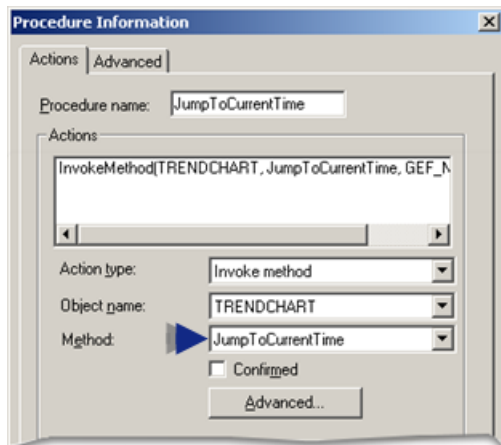 Procedure Information
Actions Advanced
Procedure name: JumpToCurrentTime
Actions
InvokeMethod(TRENDCHART, JumpToCurrentTime, GEF_N
Action type: Invoke method
Object name: TRENDCHART
Method: JumpToCurrentTime
Confirmed
Advanced...